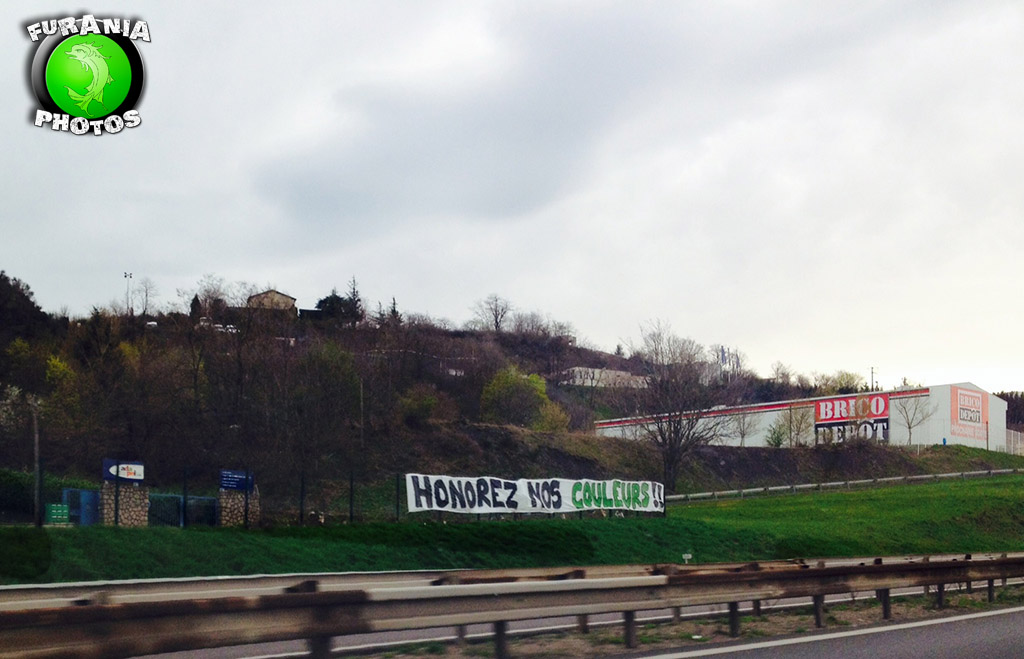 FURANIA
PHOTOS
HONOREZ NOS COULEURS !!
BRICO
DEPOT
BRICO
DEPOT